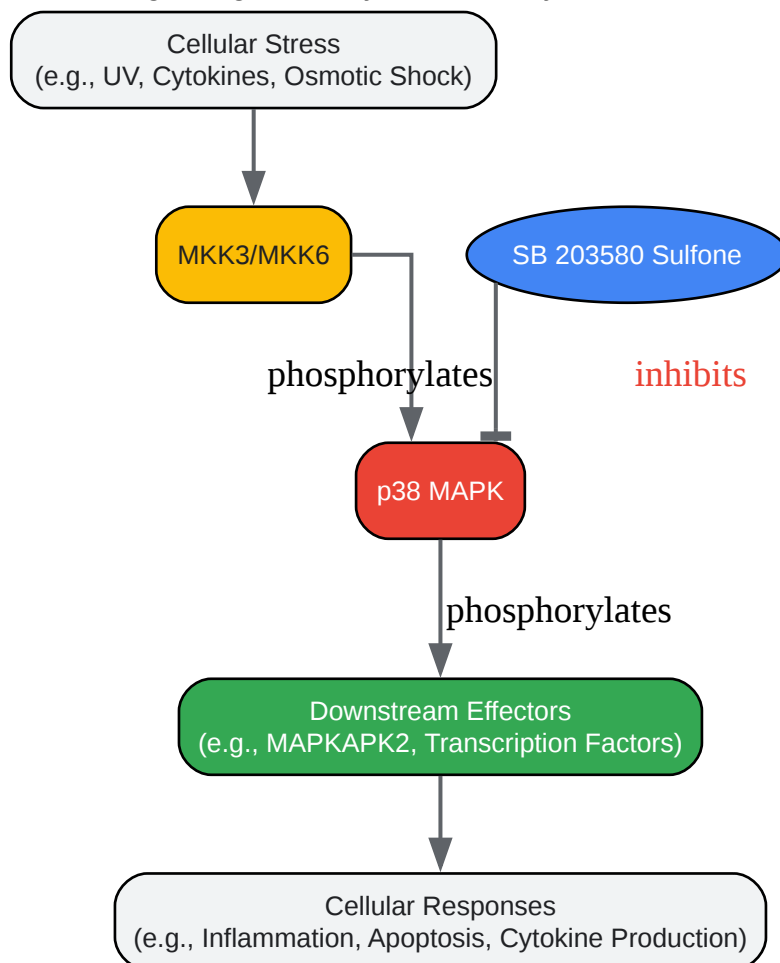 Cellular Stress
(e.g., UV, Cytokines, Osmotic Shock)
MKK3/MKK6
SB 203580 Sulfone
phosphorylates
inhibits
p38 MAPK
phosphorylates
Downstream Effectors
(e.g., MAPKAPK2, Transcription Factors)
Cellular Responses
(e.g., Inflammation, Apoptosis, Cytokine Production)